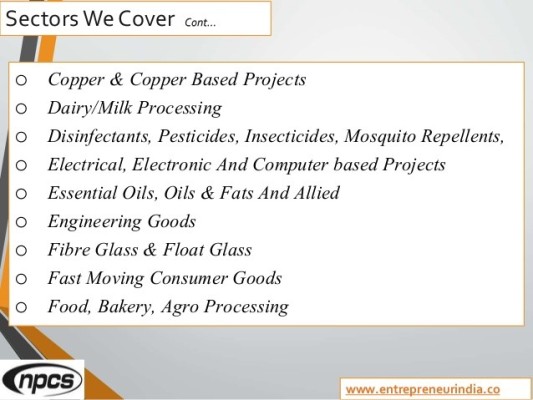 Sectors We Cover Cont...
Copper & Copper Based Projects
Dairy/Milk Processing
Disinfectants, Pesticides, Insecticides, Mosquito Repellents,
Electrical, Electronic And Computer based Projects
Essential Oils, Oils & Fats And Allied
Engineering Goods
Fibre Glass & Float Glass
Fast Moving Consumer Goods
Food, Bakery, Agro Processing
npcs
www.entrepreneurindia.co